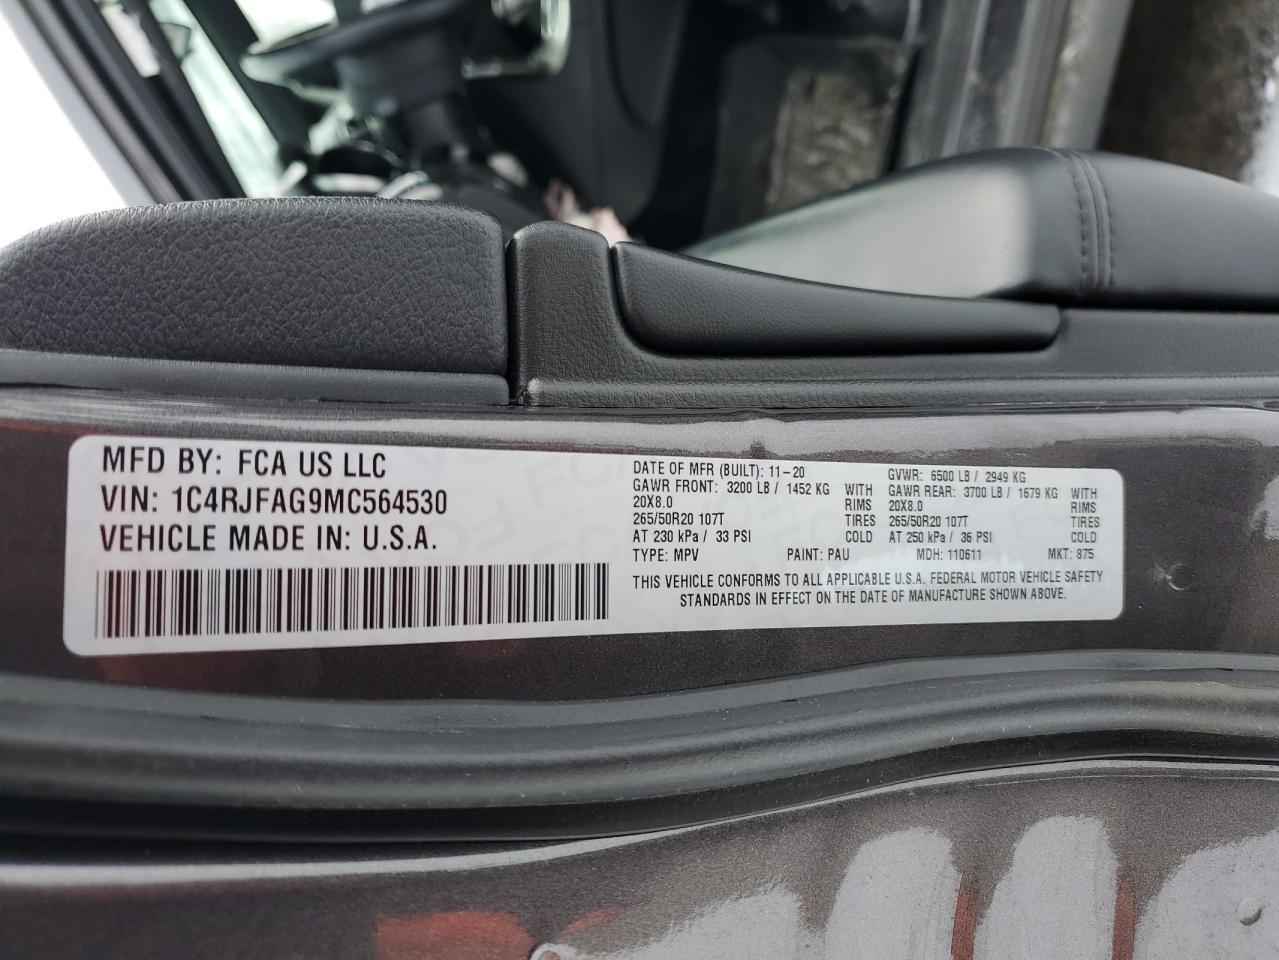 MFD BY: FCA US LLC
VIN: 1C4RJFAG9MC564530
VEHICLE MADE IN: U.S.A.
DATE OF MFR (BUILT): 11-20
GAWR FRONT: 3200 LB / 1452 KG WITH
20X8.0 RIMS
265/50R20 107T TIRES
AT 230 kPa / 33 PSI COLD
TYPE: MPV PAINT: PAU
GVWR: 6500 LB / 2949 KG
GAWR REAR: 3700 LB / 1679 KG WITH
20X8.0 RIMS
265/50R20 107T TIRES
AT 250 kPa / 36 PSI COLD
MDH: 110611 MKT: 875
THIS VEHICLE CONFORMS TO ALL APPLICABLE U.S.A. FEDERAL MOTOR VEHICLE SAFETY
STANDARDS IN EFFECT ON THE DATE OF MANUFACTURE SHOWN ABOVE.